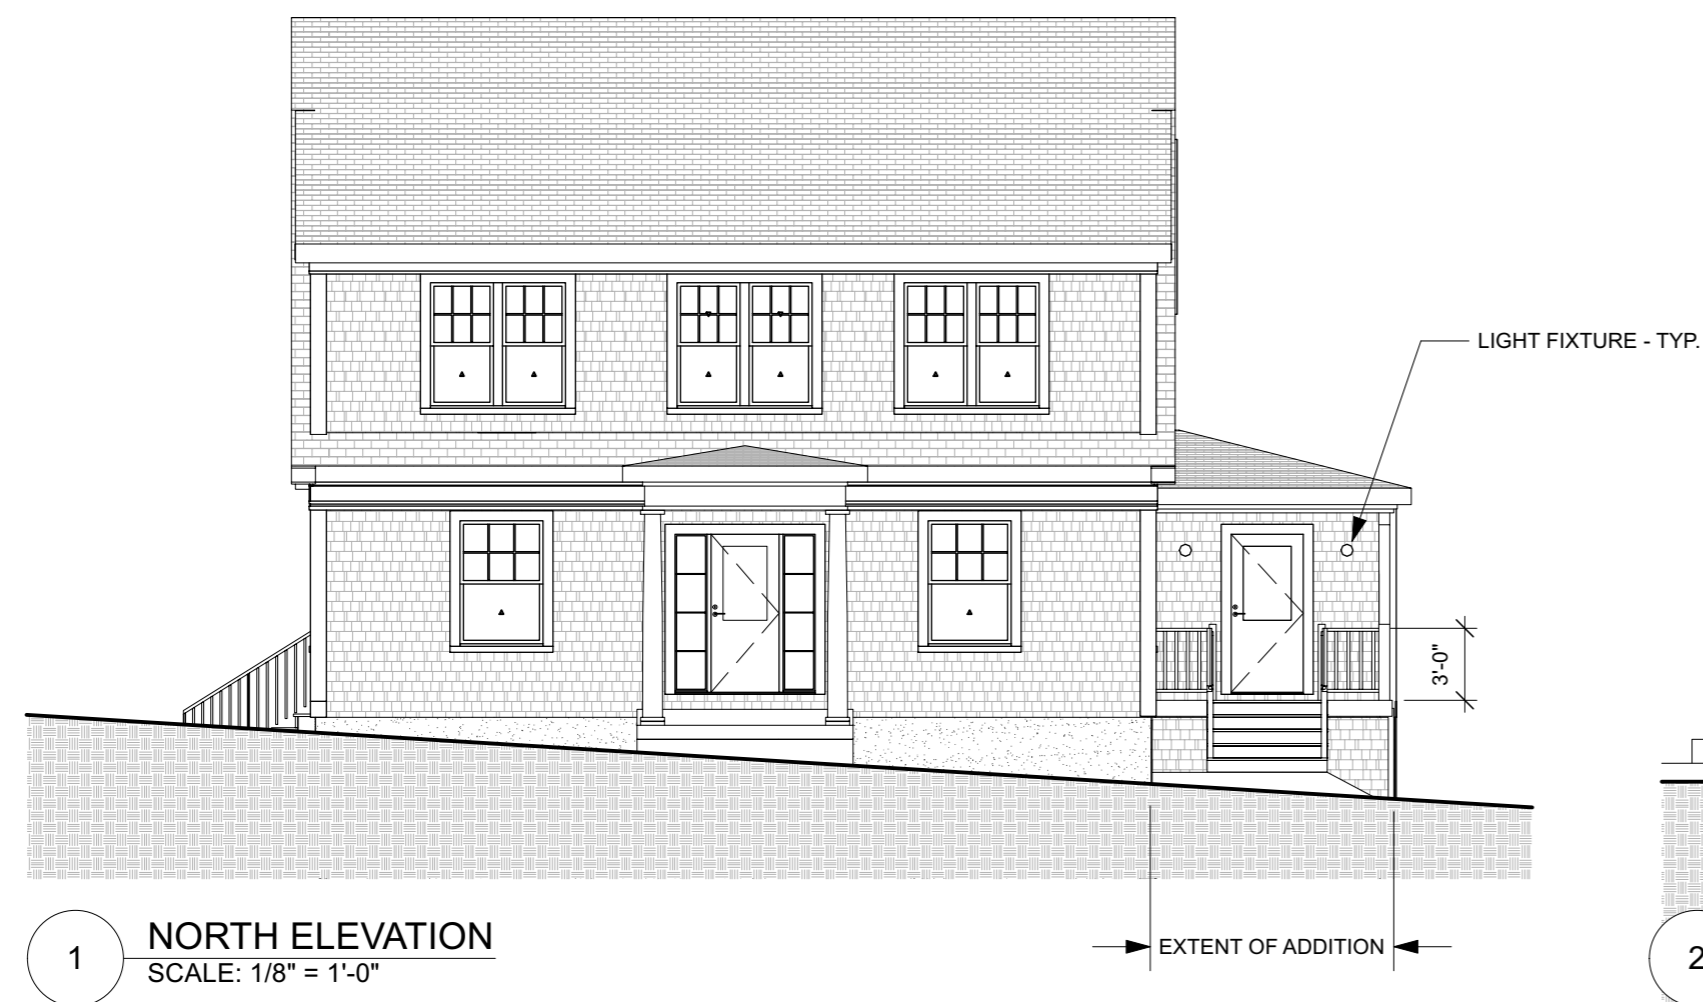 LIGHT FIXTURE - TYP.
3'-0"
1
NORTH ELEVATION
SCALE: 1/8" = 1'-0"
EXTENT OF ADDITION
2